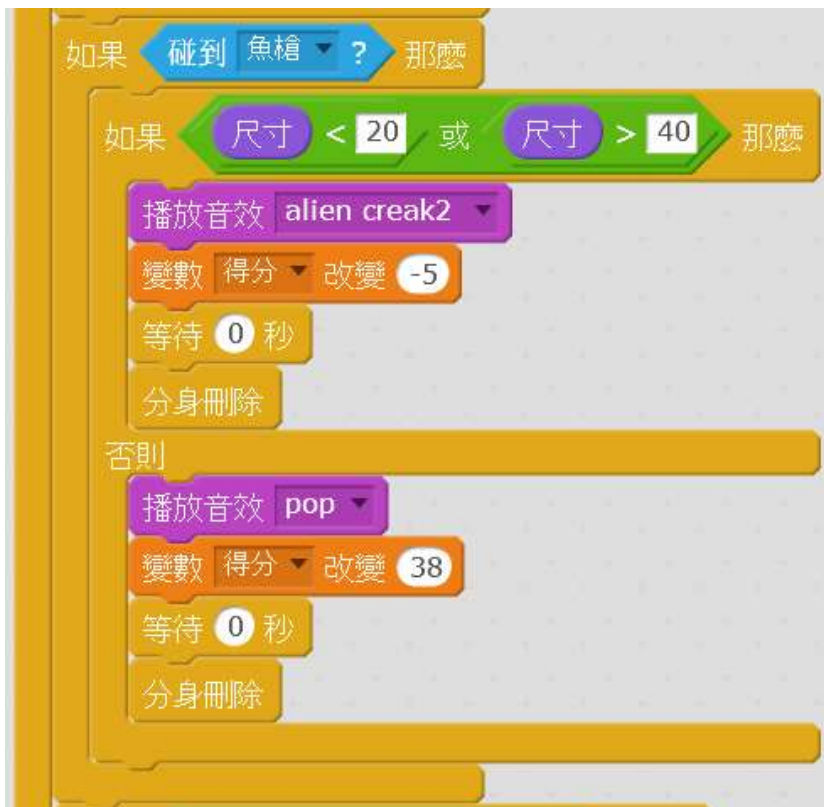 如果 碰到 魚槍 ? 那麼
如果 尺寸 < 20 或 尺寸 > 40 那麼
播放音效 alien creak2
變數 得分 改變 -5
等待 0 秒
分身刪除
否則
播放音效 pop
變數 得分 改變 38
等待 0 秒
分身刪除